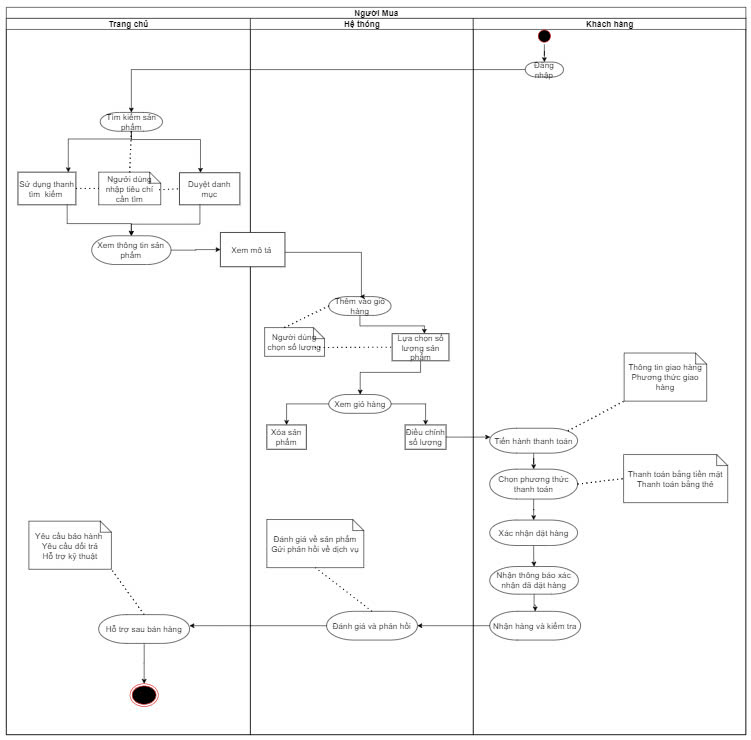 Người Mua
Trang chủ
Hệ thống
Khách hàng
Đăng
nhập
Tìm kiếm sản
phẩm
Sử dụng thanh
tìm kiếm
Người dùng
nhập tiêu chí
cần tìm
Duyệt danh
mục
Xem thông tin sản
phẩm
Xem mô tả
Thêm vào giỏ
hàng
Người dùng
chọn số lượng
Lựa chọn số
lượng sản
phẩm
Xem giỏ hàng
Xóa sản
phẩm
Điều chỉnh
số lượng
Thông tin giao hàng
Phương thức giao
hàng
Tiến hành thanh toán
Chọn phương thức
thanh toán
Thanh toán bằng tiền mặt
Thanh toán bằng thẻ
Xác nhận đặt hàng
Nhận thông báo xác
nhận đã đặt hàng
Nhận hàng và kiểm tra
Đánh giá về sản phẩm
Gửi phản hồi về dịch vụ
Đánh giá và phản hồi
Yêu cầu bảo hành
Yêu cầu đổi trả
Hỗ trợ kỹ thuật
Hỗ trợ sau bán hàng